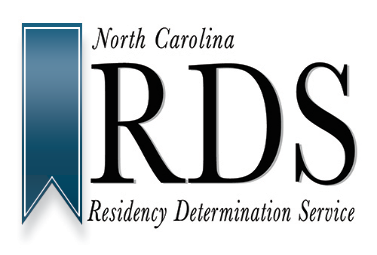 North Carolina
RDS
Residency Determination Service